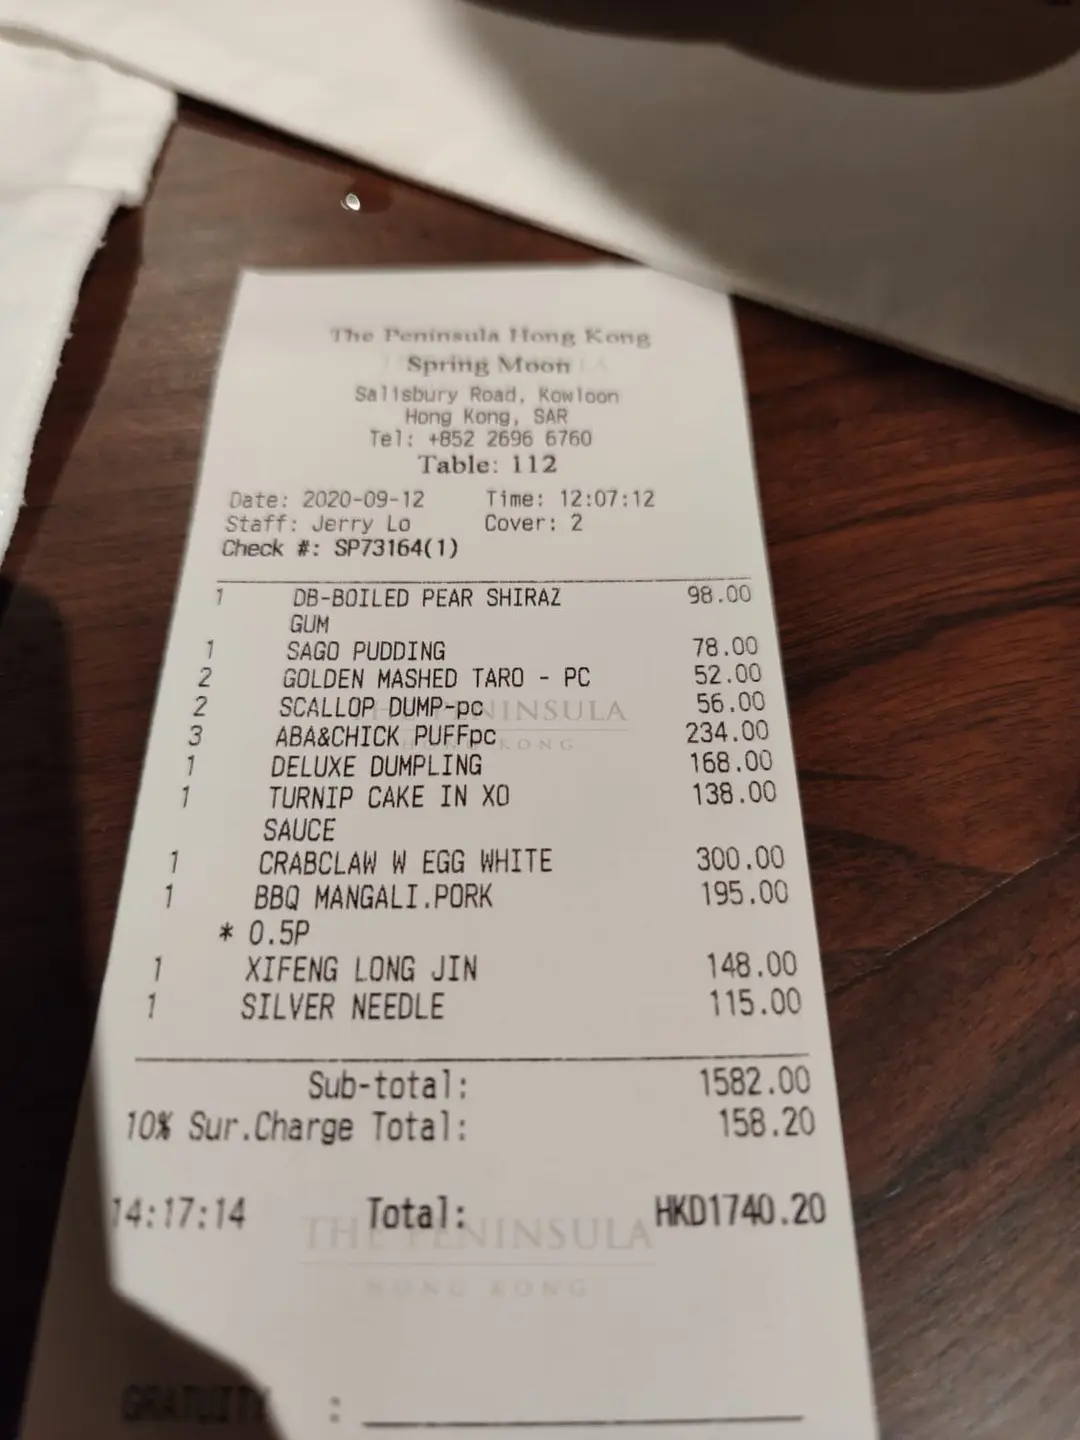 The Peninsula Hong Kong
Spring Moon
Salisbury Road, Kowloon
Hong Kong, SAR
Tel: +852 2696 6760
Table: 112
Date: 2020-09-12 Time: 12:07:12
Staff: Jerry Lo Cover: 2
Check #: SP73164(1)
1 DB-BOILED PEAR SHIRAZ 98.00
GUM
1 SAGO PUDDING 78.00
2 GOLDEN MASHED TARO - PC 52.00
2 SCALLOP DUMP-pc 56.00
THE PENINSULA
3 ABA&CHICK PUFFpc 234.00
HONG KONG
1 DELUXE DUMPLING 168.00
1 TURNIP CAKE IN XO 138.00
SAUCE
1 CRABCLAW W EGG WHITE 300.00
1 BBQ MANGALI.PORK 195.00
* 0.5P
1 XIFENG LONG JIN 148.00
1 SILVER NEEDLE 115.00
Sub-total: 1582.00
10% Sur.Charge Total: 158.20
14:17:14 Total: HKD1740.20
THE PENINSULA
HONG KONG
GRATUITY :